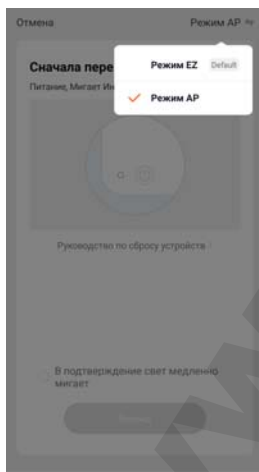 Отмена
Режим AP
Режим EZ
Default
Режим AP
Сначала пере
Питание, Мигает Ин
Руководство по сбросу устройств
В подтверждение свет медленно
мигает